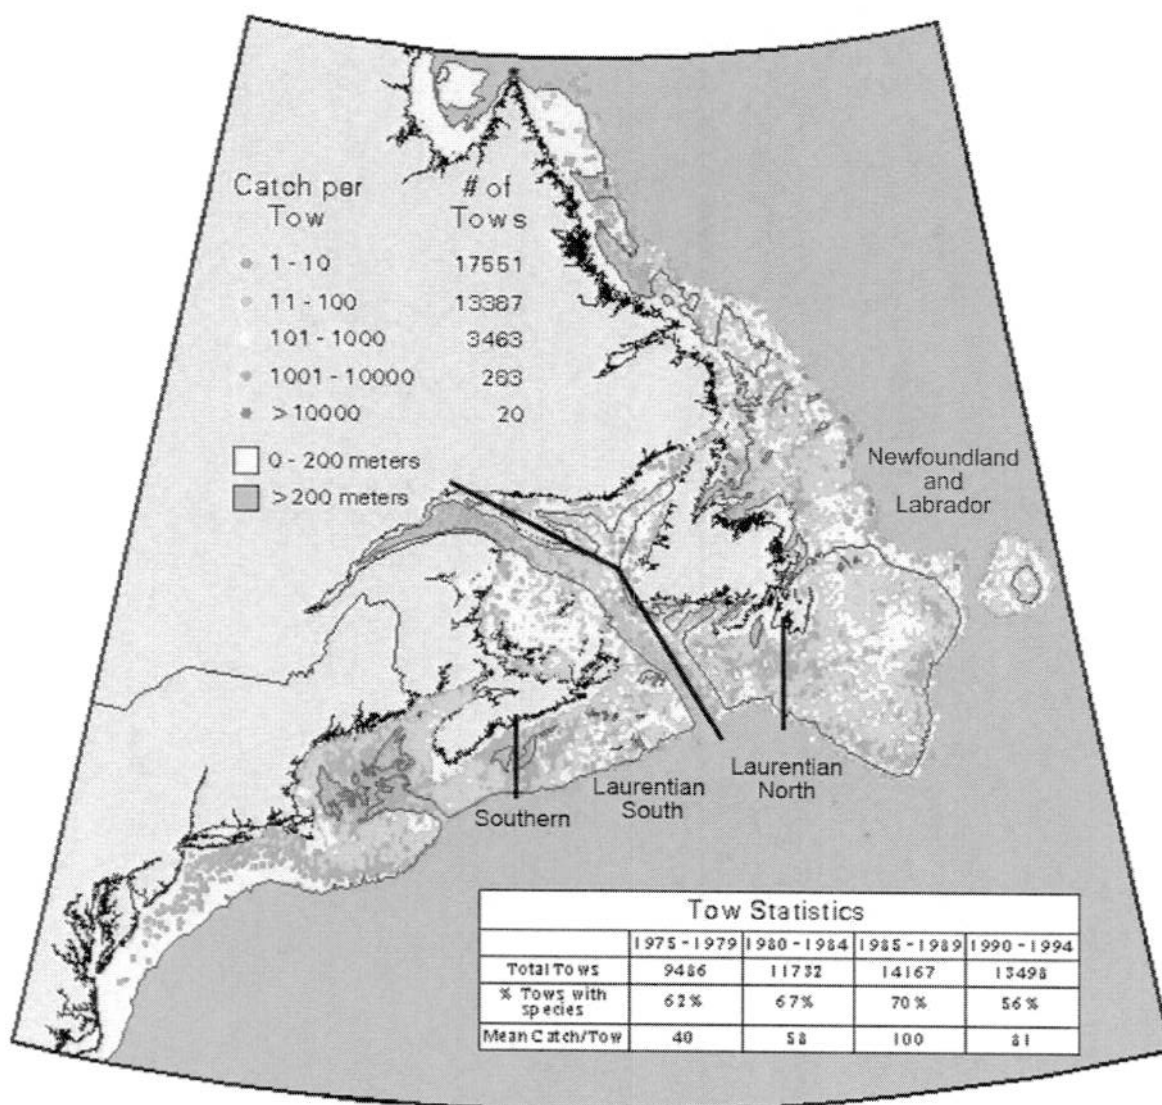 Catch per Tow # of Tows
1 - 10 17551
11 - 100 13387
101 - 1000 3463
1001 - 10000 263
> 10000 20
0 - 200 meters
> 200 meters
Newfoundland
and
Labrador
Laurentian
North
Laurentian
South
Southern
Tow Statistics
1975 - 1979 1980 - 1984 1985 - 1989 1990 - 1994
Total Tows 9486 11732 14167 13498
% Tows with species 62% 67% 70% 56%
Mean Catch/Tow 40 58 100 81